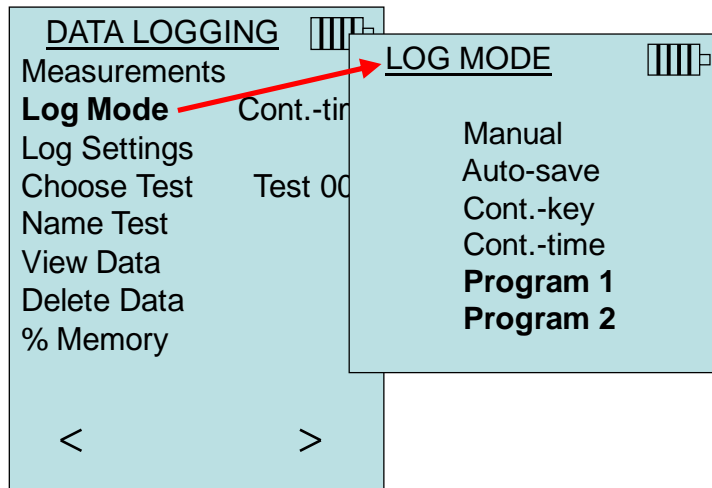 DATA LOGGING
Measurements
Log Mode
Log Settings
Choose Test
Name Test
View Data
Delete Data
% Memory
< >
LOG MODE
Manual
Auto-save
Cont.-key
Cont.-time
Program 1
Program 2